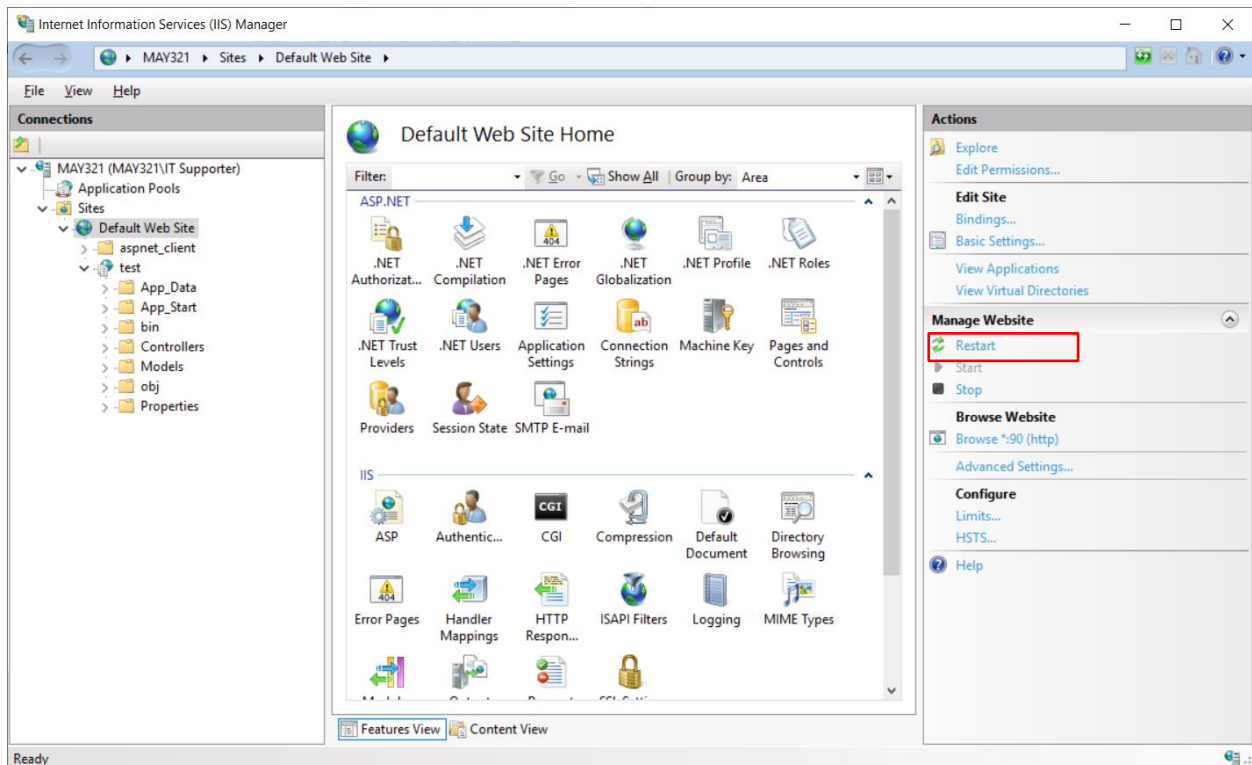 Internet Information Services (IIS) Manager
MAY321 Sites Default Web Site
File View Help
Connections
MAY321 (MAY321\IT Supporter)
Application Pools
Sites
Default Web Site
aspnet_client
test
App_Data
App_Start
bin
Controllers
Models
obj
Properties
Default Web Site Home
Filter: Go Show All Group by: Area
ASP.NET
.NET Authorizat...
.NET Compilation
.NET Error Pages
.NET Globalization
.NET Profile
.NET Roles
.NET Trust Levels
.NET Users
Application Settings
Connection Strings
Machine Key
Pages and Controls
Providers
Session State
SMTP E-mail
IIS
ASP
Authentic...
CGI
Compression
Default Document
Directory Browsing
Error Pages
Handler Mappings
HTTP Respon...
ISAPI Filters
Logging
MIME Types
Features View
Content View
Actions
Explore
Edit Permissions...
Edit Site
Bindings...
Basic Settings...
View Applications
View Virtual Directories
Manage Website
Restart
Start
Stop
Browse Website
Browse *:90 (http)
Advanced Settings...
Configure
Limits...
HSTS...
Help
Ready